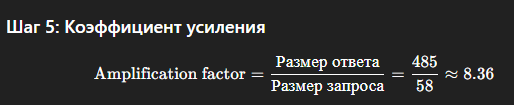 Шаг 5: Коэффициент усиления
Amplification factor = Размер ответа / Размер запроса = 485 / 58 ≈ 8.36